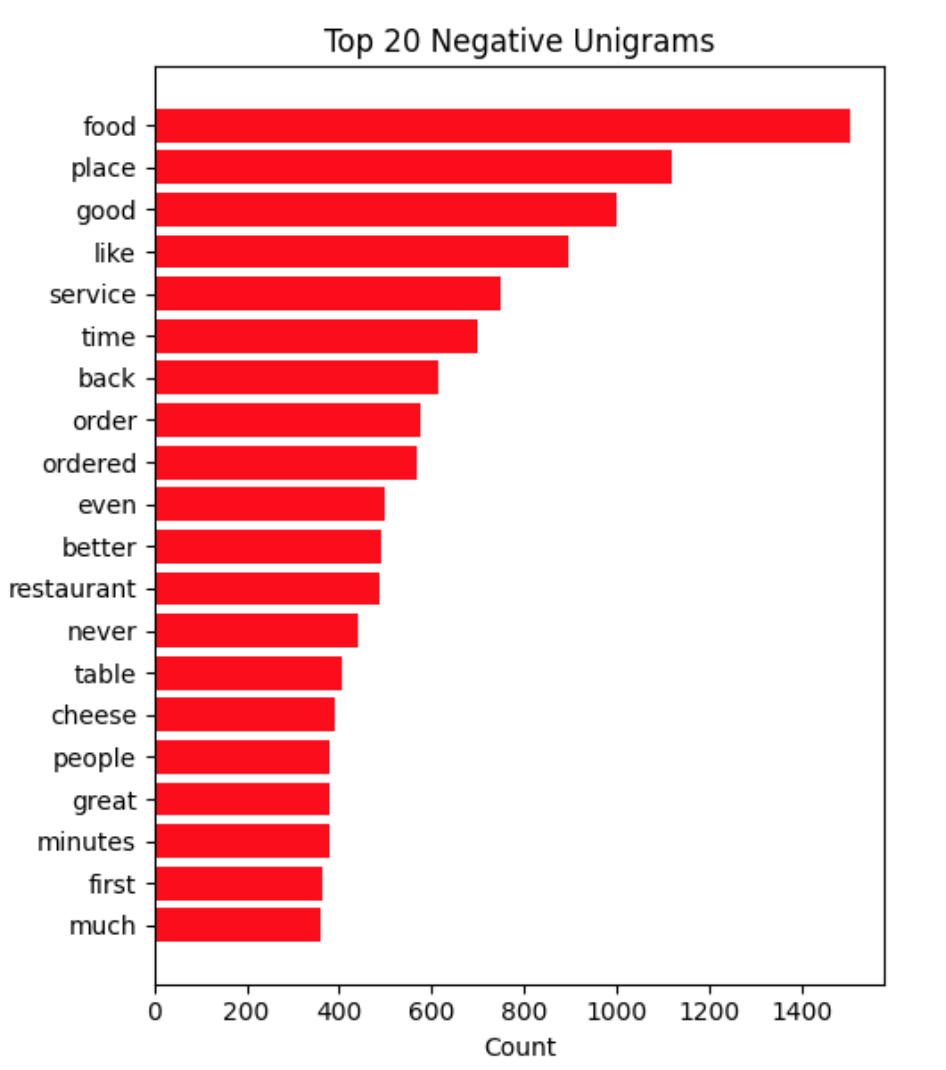 Top 20 Negative Unigrams
food
place
good
like
service
time
back
order
ordered
even
better
restaurant
never
table
cheese
people
great
minutes
first
much
0 200 400 600 800 1000 1200 1400
Count